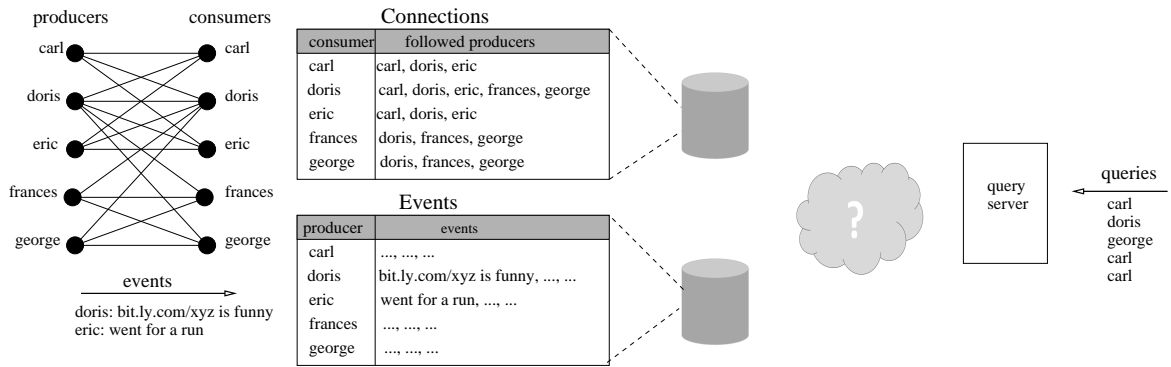 producers consumers
carl carl
doris doris
eric eric
frances frances
george george
events
doris: bit.ly.com/xyz is funny
eric: went for a run
Connections
consumer followed producers
carl carl, doris, eric
doris carl, doris, eric, frances, george
eric carl, doris, eric
frances doris, frances, george
george doris, frances, george
Events
producer events
carl ..., ..., ...
doris bit.ly.com/xyz is funny, ..., ...
eric went for a run, ..., ...
frances ..., ..., ...
george ..., ..., ...
?
query
server
queries
carl
doris
george
carl
carl